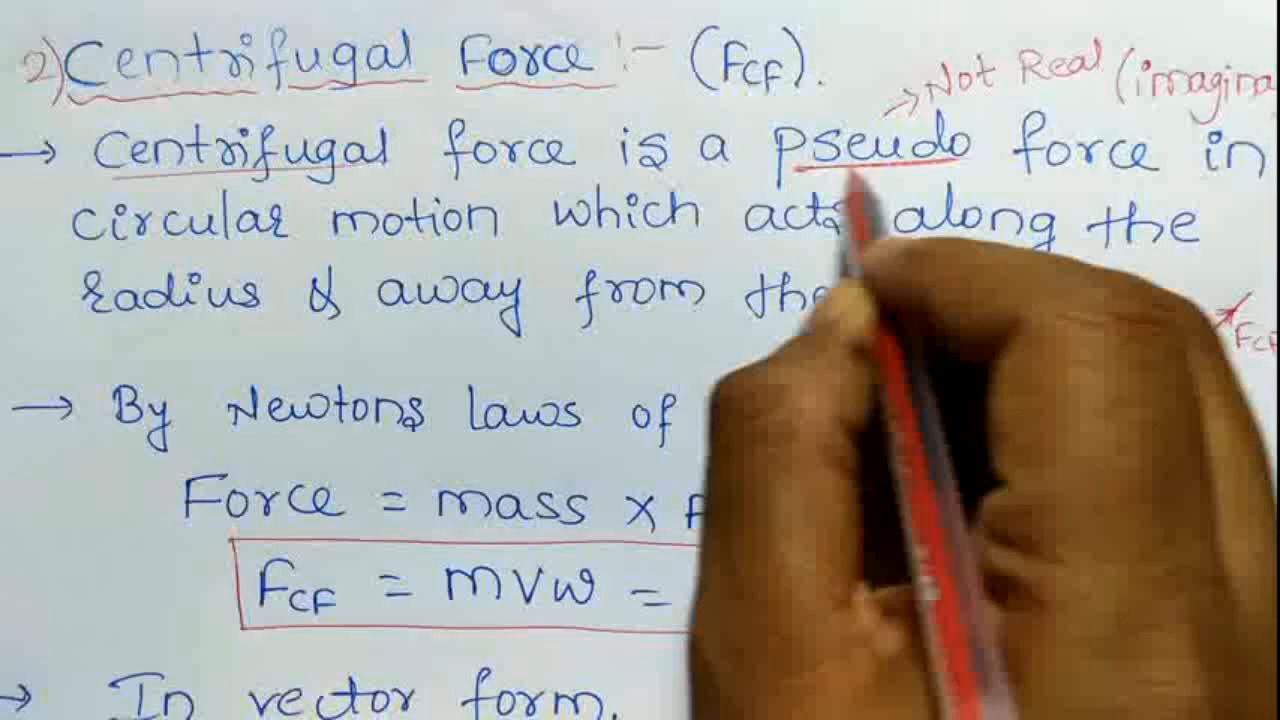 2) Centrifugal Force :- (FCF).
→ Not Real (imagina
→ Centrifugal force is a pseudo force in
circular motion which acts along the
radius & away from the
FCF
→ By Newtons laws of
Force = mass ×
FCF = mvw =
→ In vector form.